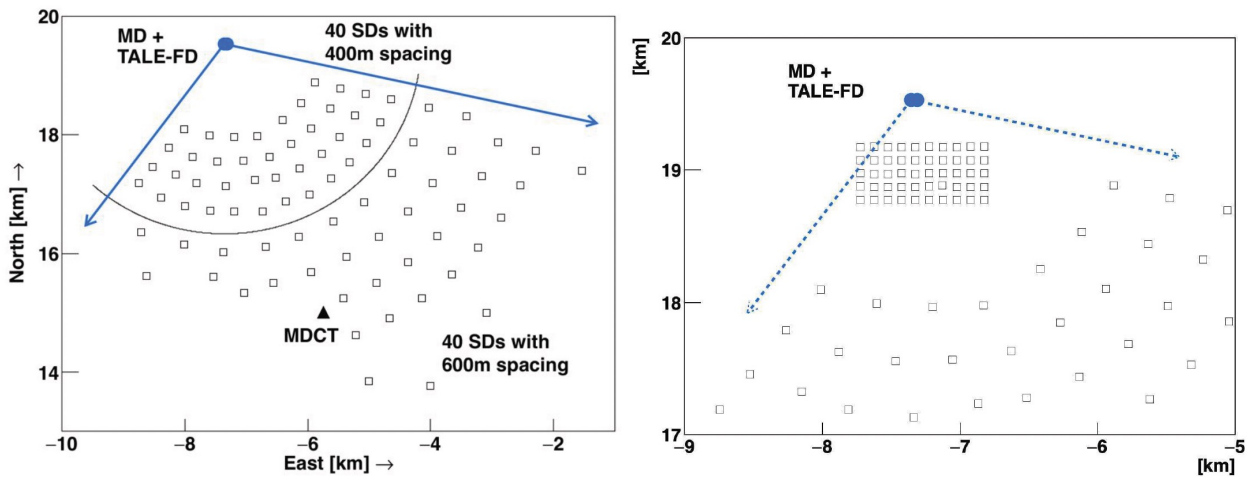 20
MD +
TALE-FD
40 SDs with
400m spacing
18
North [km] →
16
MDCT
40 SDs with
600m spacing
14
−10
−8
−6
−4
−2
East [km] →
20
[km]
MD +
TALE-FD
19
18
17
−9
−8
−7
−6
−5
[km]